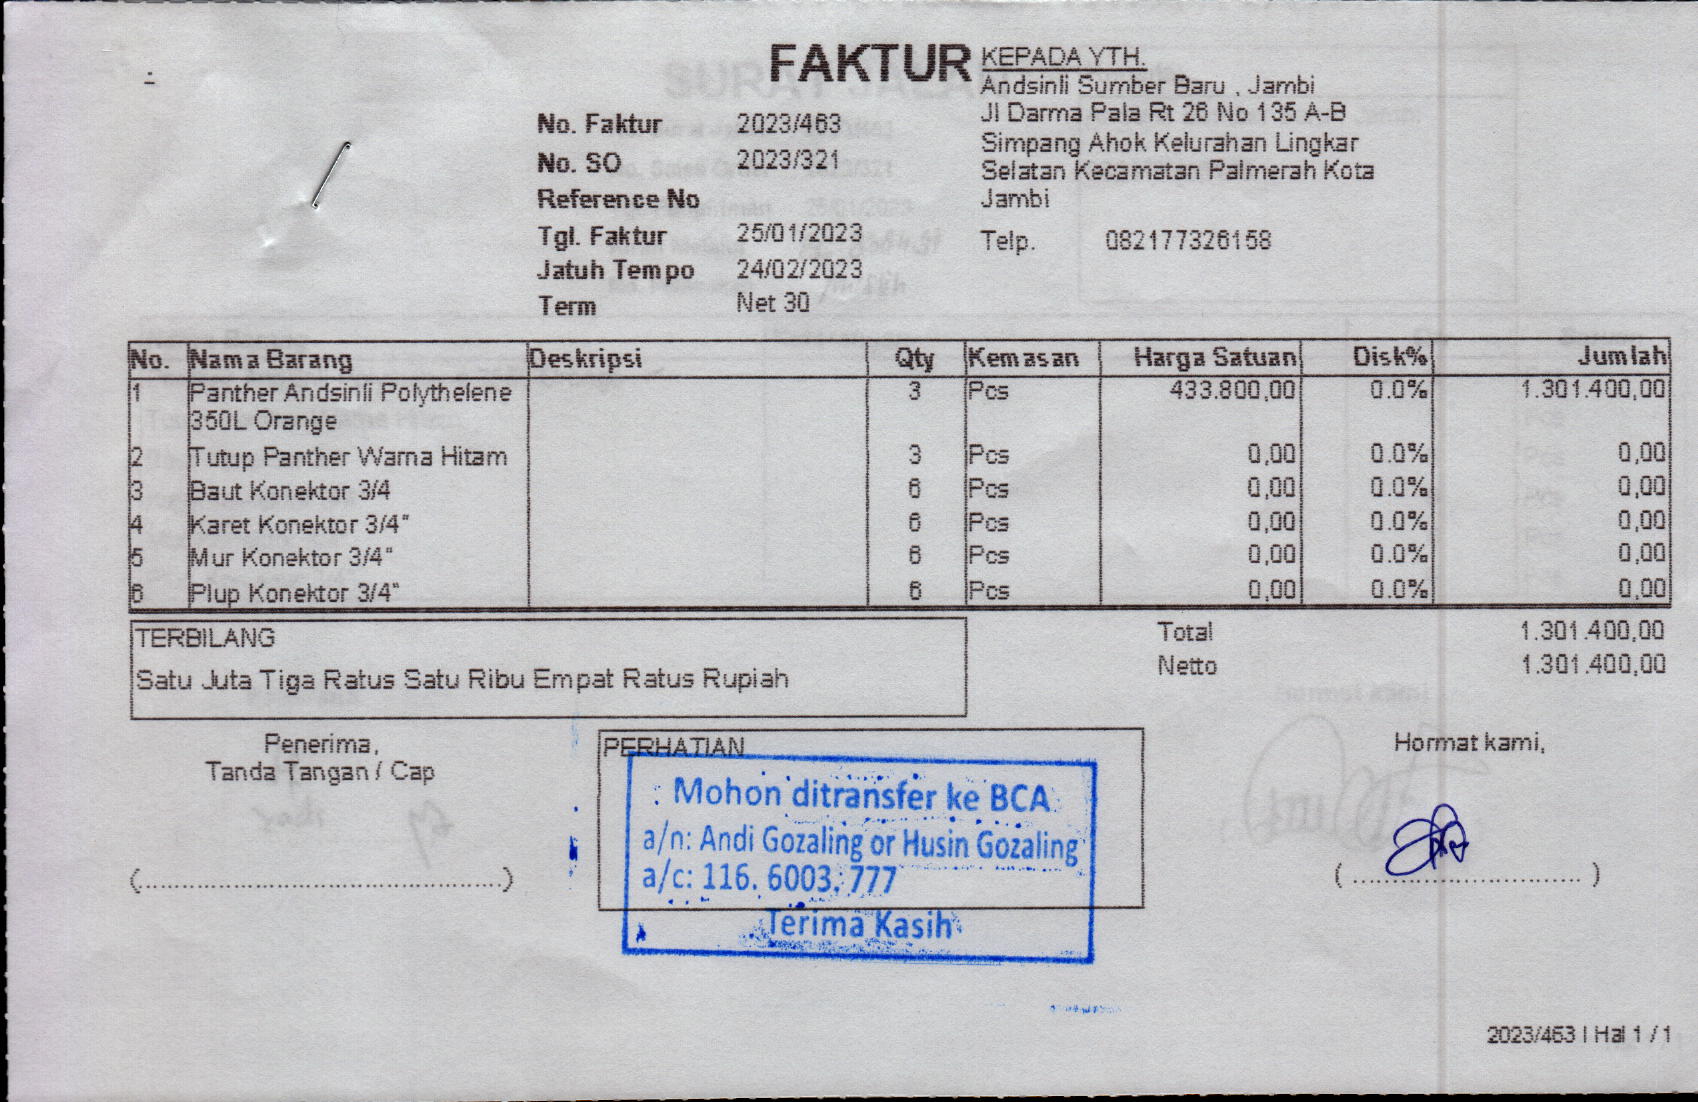 FAKTUR
KEPADA YTH.
Andsinli Sumber Baru , Jambi
Jl Darma Pala Rt 26 No 135 A-B
Simpang Ahok Kelurahan Lingkar
Selatan Kecamatan Palmerah Kota
Jambi
Telp. 082177326158
No. Faktur 2023/463
No. SO 2023/321
Reference No
Tgl. Faktur 25/01/2023
Jatuh Tempo 24/02/2023
Term Net 30
No. Nama Barang Deskripsi Qty Kemasan Harga Satuan Disk% Jumlah
1 Panther Andsinli Polythelene 3 Pcs 433.800,00 0.0% 1.301.400,00
350L Orange
2 Tutup Panther Warna Hitam 3 Pcs 0,00 0.0% 0,00
3 Baut Konektor 3/4 6 Pcs 0,00 0.0% 0,00
4 Karet Konektor 3/4" 6 Pcs 0,00 0.0% 0,00
5 Mur Konektor 3/4" 6 Pcs 0,00 0.0% 0,00
6 Plup Konektor 3/4" 6 Pcs 0,00 0.0% 0,00
TERBILANG
Satu Juta Tiga Ratus Satu Ribu Empat Ratus Rupiah
Total 1.301.400,00
Netto 1.301.400,00
Penerima,
Tanda Tangan / Cap
(..............................................)
PERHATIAN
Mohon ditransfer ke BCA
a/n: Andi Gozaling or Husin Gozaling
a/c: 116. 6003. 777
Terima Kasih
Hormat kami,
( ............................. )
2023/463 | Hal 1 / 1